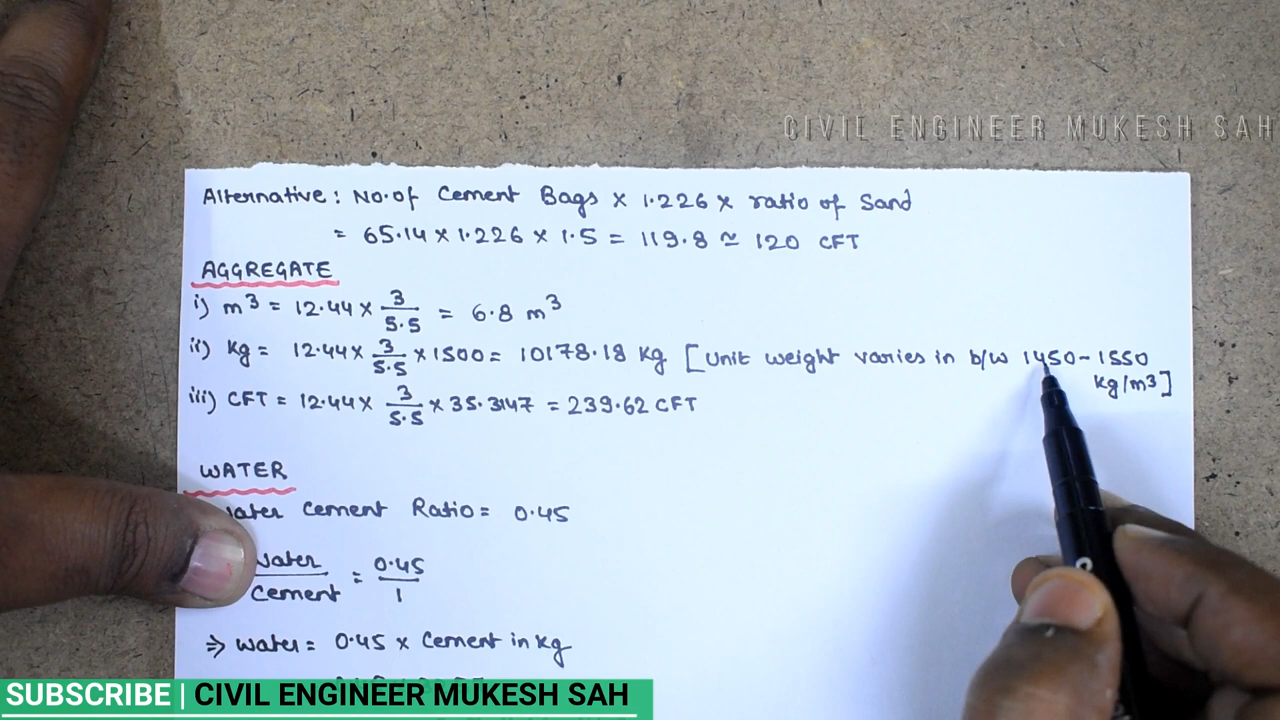 CIVIL ENGINEER MUKESH SAH
Alternative: No. of Cement Bags × 1.226 × ratio of Sand
= 65.14 × 1.226 × 1.5 = 119.8 ≃ 120 CFT
AGGREGATE
i) m³ = 12.44 × 3/5.5 = 6.8 m³
ii) Kg = 12.44 × 3/5.5 × 1500 = 10178.18 Kg [Unit weight varies in b/w 1450~1550
Kg/m³]
iii) CFT = 12.44 × 3/5.5 × 35.3147 = 239.62 CFT
WATER
Cement Ratio = 0.45
Water/Cement = 0.45/1
⇒ Water = 0.45 × Cement in Kg
SUBSCRIBE | CIVIL ENGINEER MUKESH SAH